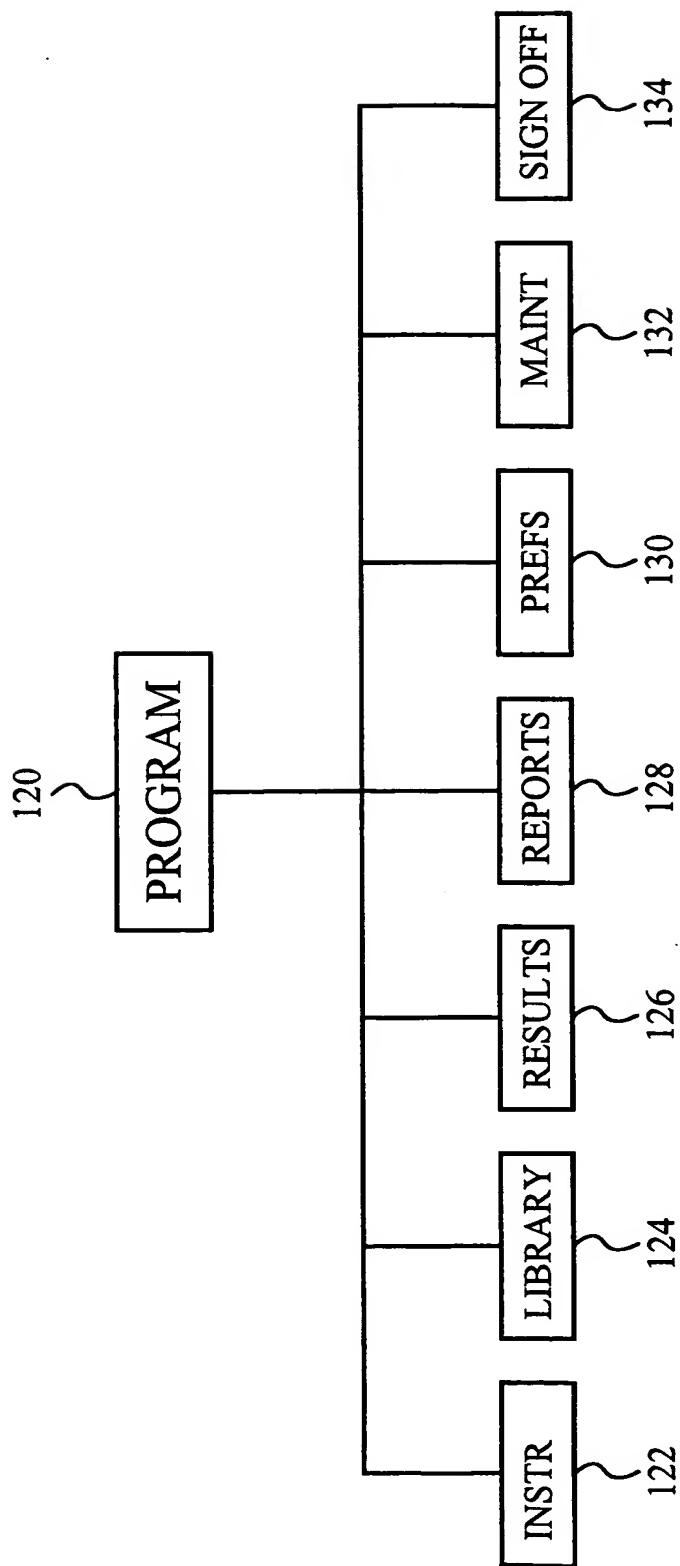 120
PROGRAM
INSTR
LIBRARY
RESULTS
REPORTS
PREFS
MAINT
SIGN OFF
122
124
126
128
130
132
134